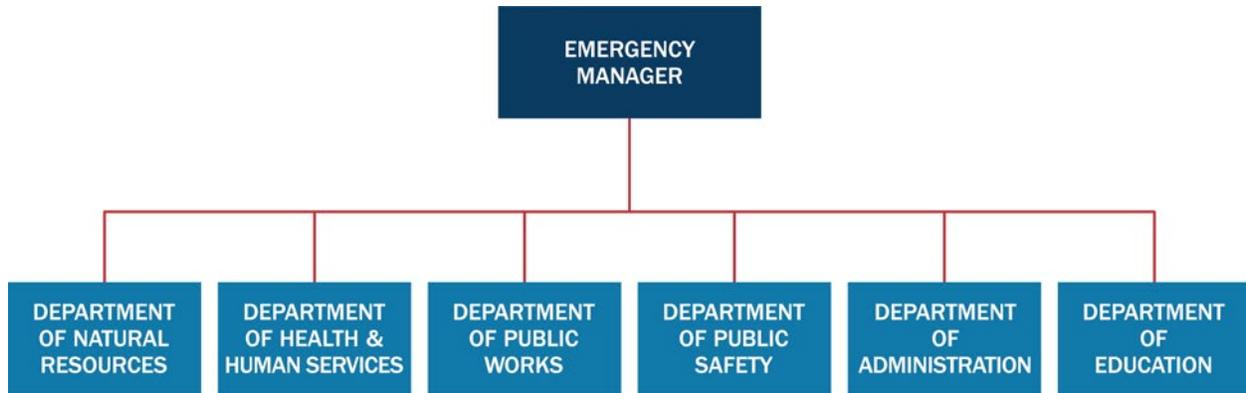 EMERGENCY
MANAGER
DEPARTMENT
OF NATURAL
RESOURCES
DEPARTMENT
OF HEALTH &
HUMAN SERVICES
DEPARTMENT
OF PUBLIC
WORKS
DEPARTMENT
OF PUBLIC
SAFETY
DEPARTMENT
OF
ADMINISTRATION
DEPARTMENT
OF
EDUCATION